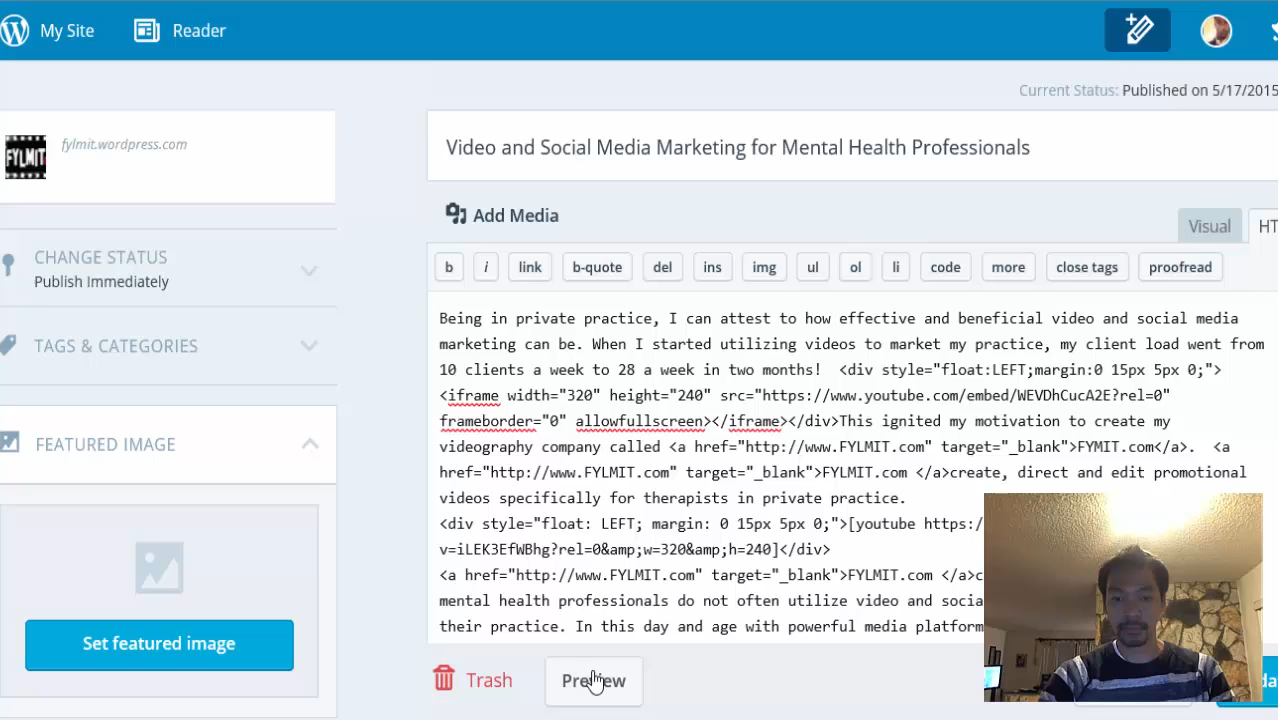 My Site
Reader
Current Status: Published on 5/17/2015
FYLMIT
fylmit.wordpress.com
Video and Social Media Marketing for Mental Health Professionals
Add Media
Visual
HT
CHANGE STATUS
Publish Immediately
b i link b-quote del ins img ul ol li code more close tags proofread
Being in private practice, I can attest to how effective and beneficial video and social media
marketing can be. When I started utilizing videos to market my practice, my client load went from
10 clients a week to 28 a week in two months!  <div style="float:LEFT;margin:0 15px 5px 0;">
<iframe width="320" height="240" src="https://www.youtube.com/embed/WEVDhCucA2E?rel=0"
frameborder="0" allowfullscreen></iframe></div>This ignited my motivation to create my
videography company called <a href="http://www.FYLMIT.com" target="_blank">FYMIT.com</a>.  <a
href="http://www.FYLMIT.com" target="_blank">FYLMIT.com </a>create, direct and edit promotional
videos specifically for therapists in private practice.
<div style="float: LEFT; margin: 0 15px 5px 0;">[youtube https:/
v=iLEK3EfWBhg?rel=0&amp;w=320&amp;h=240]</div>
<a href="http://www.FYLMIT.com" target="_blank">FYLMIT.com </a>c
mental health professionals do not often utilize video and socia
their practice. In this day and age with powerful media platform
TAGS & CATEGORIES
FEATURED IMAGE
Set featured image
Trash
Preview
da